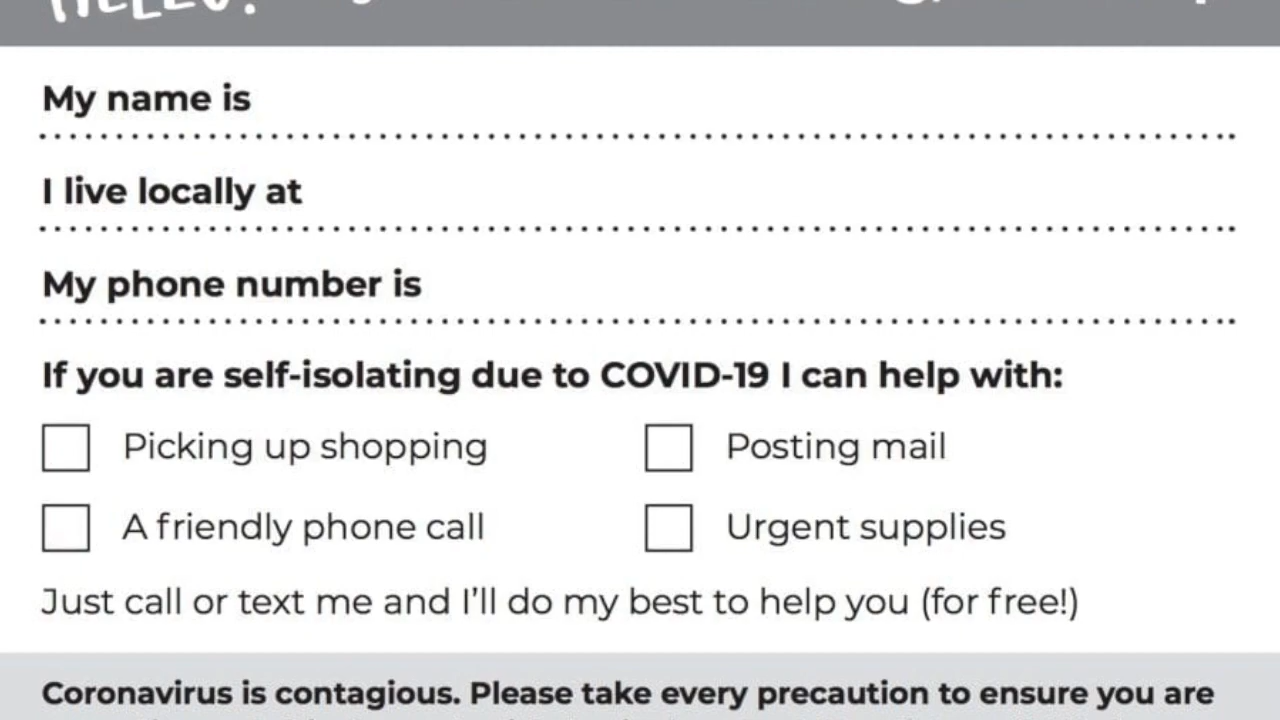 HELLO!
My name is
I live locally at
My phone number is
If you are self-isolating due to COVID-19 I can help with:
Picking up shopping
Posting mail
A friendly phone call
Urgent supplies
Just call or text me and I’ll do my best to help you (for free!)
Coronavirus is contagious. Please take every precaution to ensure you are